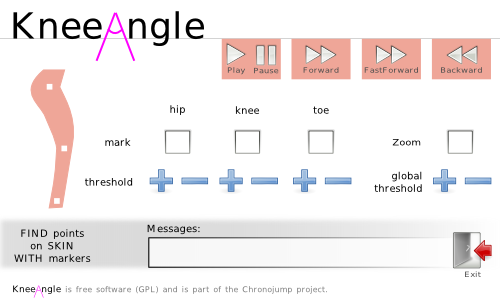 KneeAngle
Play Pause Forward FastForward Backward
hip knee toe
mark Zoom
threshold global
threshold
FIND points
on SKIN
WITH markers
Messages:
Exit
KneeAngle is free software (GPL) and is part of the Chronojump project.